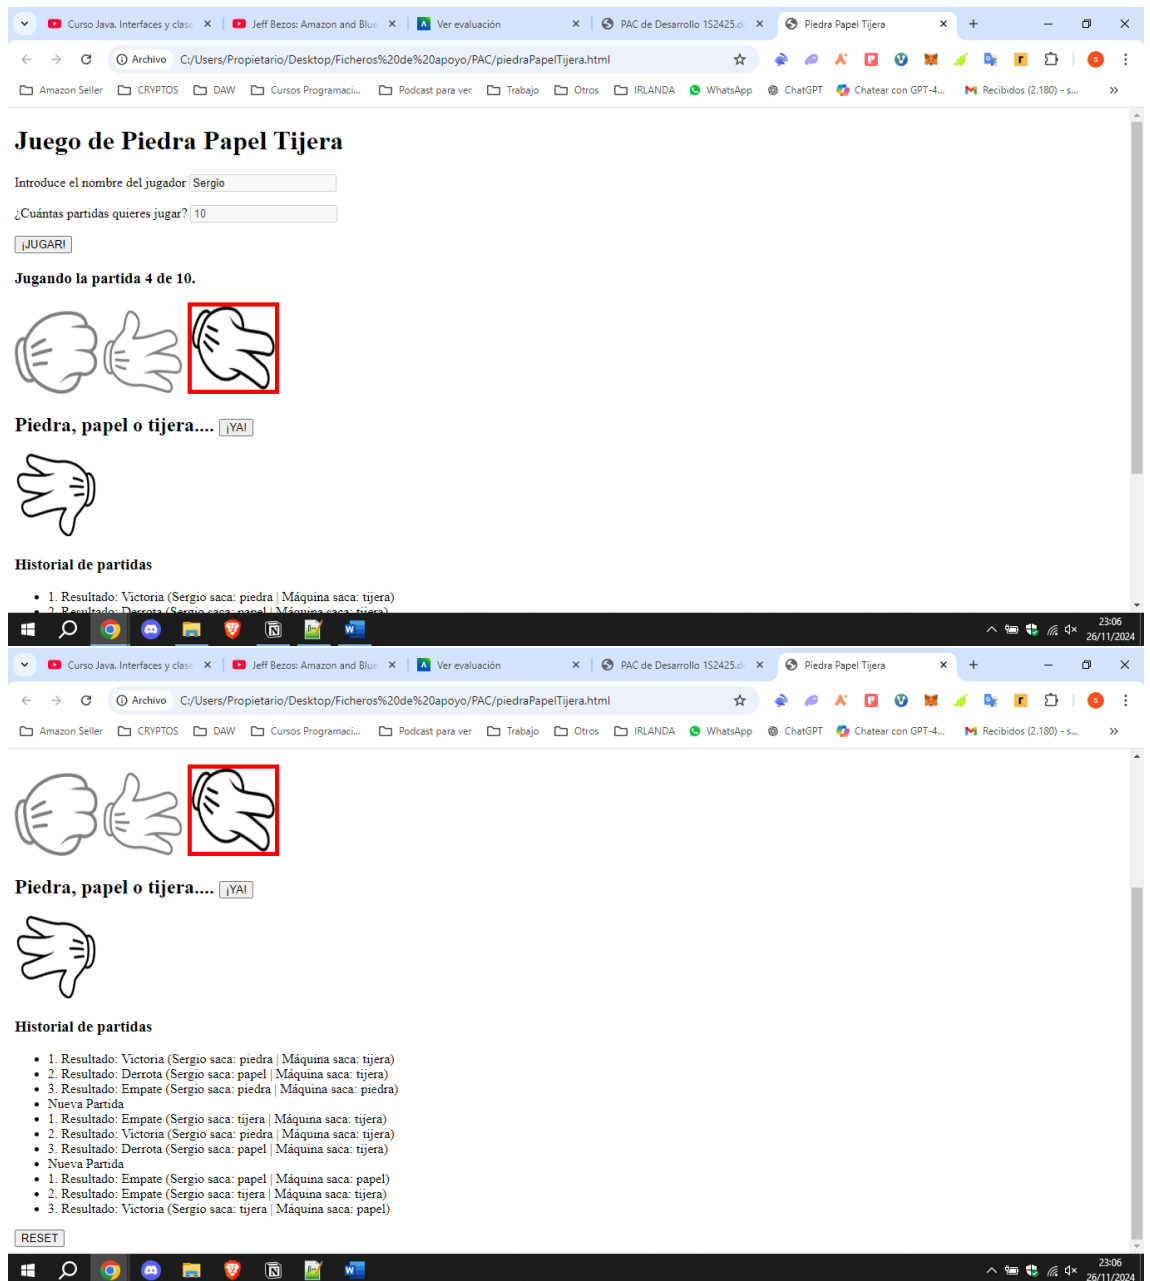 Curso Java. Interfaces y clase
Jeff Bezos: Amazon and Blue
Ver evaluación
PAC de Desarrollo 1S2425.d
Piedra Papel Tijera
Archivo C:/Users/Propietario/Desktop/Ficheros%20de%20apoyo/PAC/piedraPapelTijera.html
Amazon Seller CRYPTOS DAW Cursos Programaci... Podcast para ver Trabajo Otros IRLANDA WhatsApp ChatGPT Chatear con GPT-4... Recibidos (2.180) - s... »
Juego de Piedra Papel Tijera
Introduce el nombre del jugador Sergio
¿Cuántas partidas quieres jugar? 10
¡JUGAR!
Jugando la partida 4 de 10.
Piedra, papel o tijera.... ¡YA!
Historial de partidas
1. Resultado: Victoria (Sergio saca: piedra | Máquina saca: tijera)
2. Resultado: Derrota (Sergio saca: papel | Máquina saca: tijera)
23:06
26/11/2024
Curso Java. Interfaces y clase
Jeff Bezos: Amazon and Blue
Ver evaluación
PAC de Desarrollo 1S2425.d
Piedra Papel Tijera
Archivo C:/Users/Propietario/Desktop/Ficheros%20de%20apoyo/PAC/piedraPapelTijera.html
Amazon Seller CRYPTOS DAW Cursos Programaci... Podcast para ver Trabajo Otros IRLANDA WhatsApp ChatGPT Chatear con GPT-4... Recibidos (2.180) - s... »
Piedra, papel o tijera.... ¡YA!
Historial de partidas
1. Resultado: Victoria (Sergio saca: piedra | Máquina saca: tijera)
2. Resultado: Derrota (Sergio saca: papel | Máquina saca: tijera)
3. Resultado: Empate (Sergio saca: piedra | Máquina saca: piedra)
Nueva Partida
1. Resultado: Empate (Sergio saca: tijera | Máquina saca: tijera)
2. Resultado: Victoria (Sergio saca: piedra | Máquina saca: tijera)
3. Resultado: Derrota (Sergio saca: papel | Máquina saca: tijera)
Nueva Partida
1. Resultado: Empate (Sergio saca: papel | Máquina saca: papel)
2. Resultado: Empate (Sergio saca: tijera | Máquina saca: tijera)
3. Resultado: Victoria (Sergio saca: tijera | Máquina saca: papel)
RESET
23:06
26/11/2024